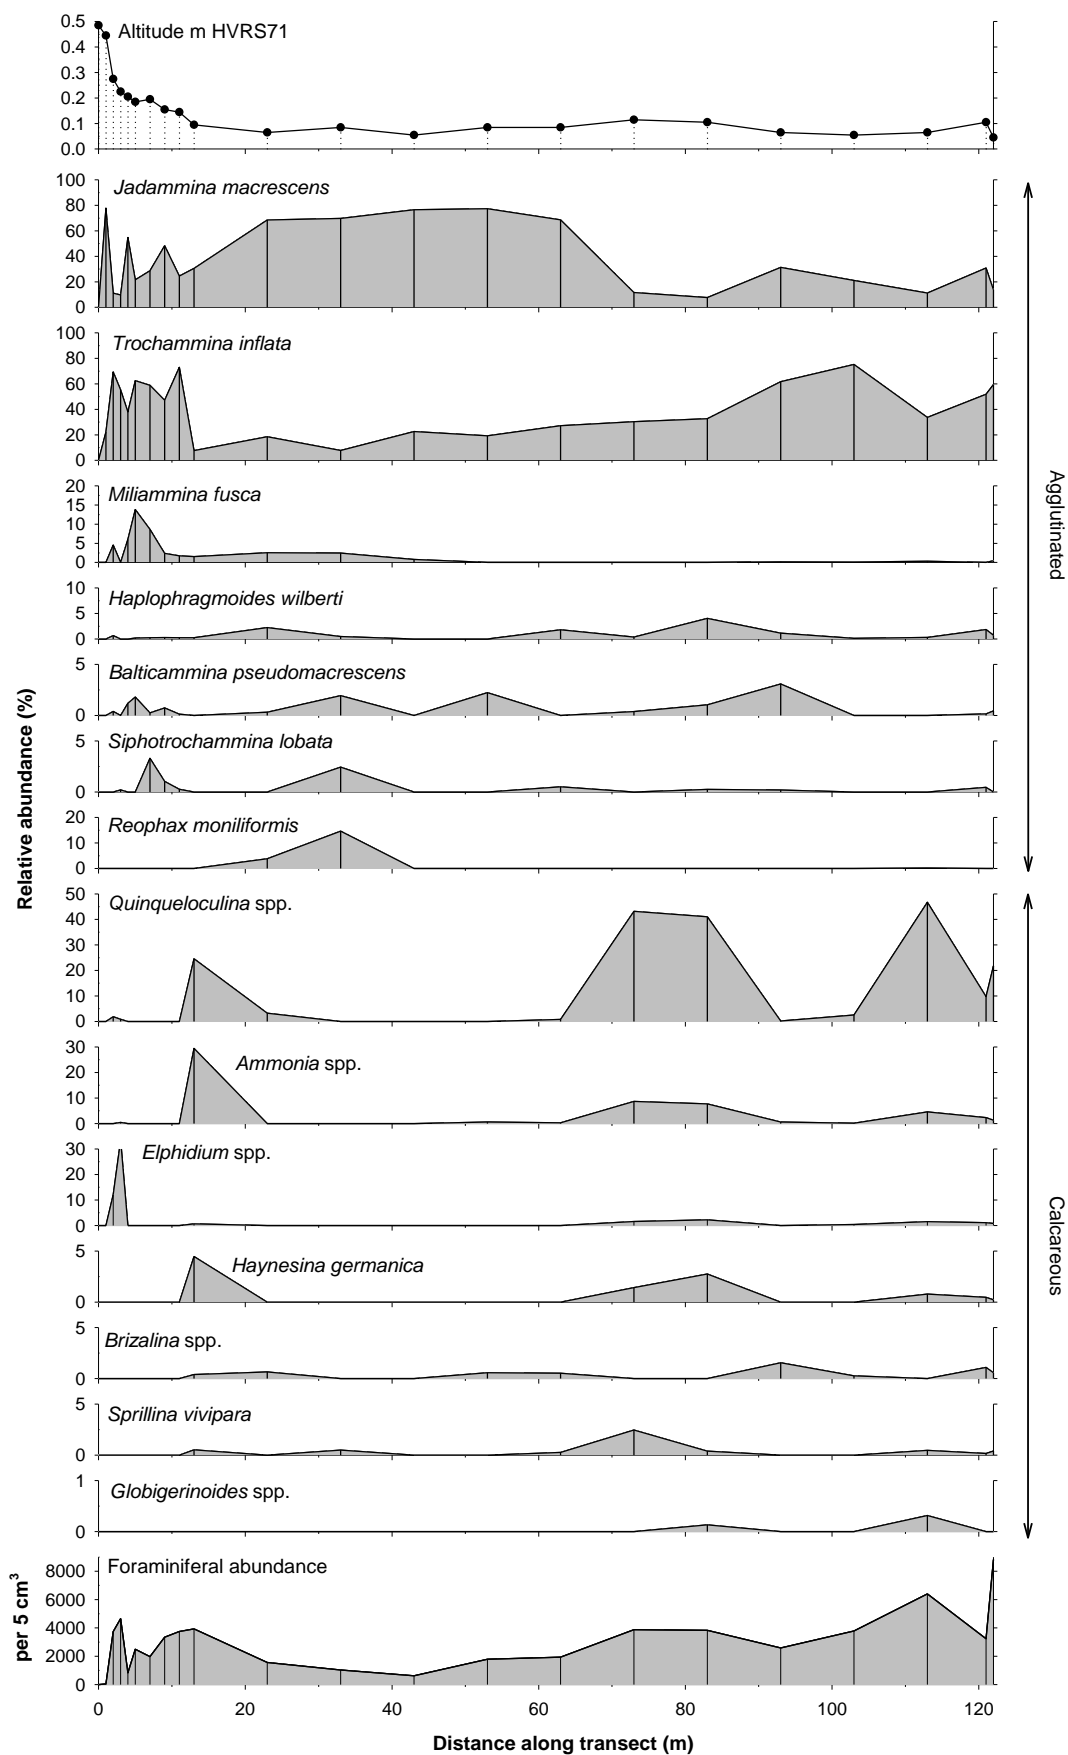 Altitude m HVRS71
0.5
0.4
0.3
0.2
0.1
0.0
Jadammina macrescens
100
80
60
40
20
0
Trochammina inflata
100
80
60
40
20
0
Miliammina fusca
20
15
10
5
0
Haplophragmoides wilberti
10
5
0
Balticammina pseudomacrescens
5
0
Siphotrochammina lobata
5
0
Reophax moniliformis
20
10
0
Quinqueloculina spp.
50
40
30
20
10
0
Ammonia spp.
30
20
10
0
Elphidium spp.
30
20
10
0
Haynesina germanica
5
0
Brizalina spp.
5
0
Sprillina vivipara
5
0
Globigerinoides spp.
1
0
Foraminiferal abundance
8000
6000
4000
2000
0
0 20 40 60 80 100 120
Distance along transect (m)
Relative abundance (%)
per 5 cm³
Agglutinated
Calcareous